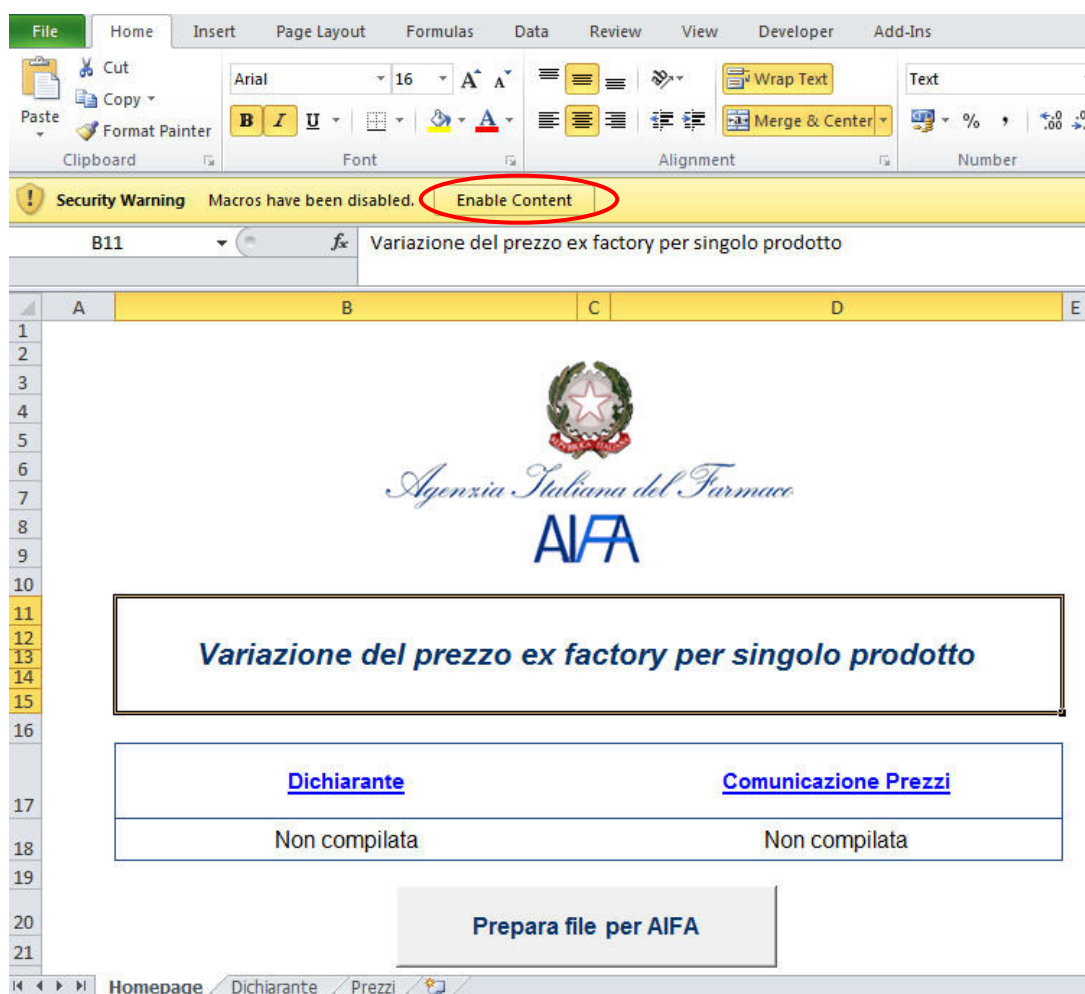 File Home Insert Page Layout Formulas Data Review View Developer Add-Ins
Cut
Copy
Format Painter
Paste
Arial 16 A A Wrap Text Text
B I U A Merge & Center % , .00
Clipboard Font Alignment Number
! Security Warning Macros have been disabled. Enable Content
B11 fx Variazione del prezzo ex factory per singolo prodotto
A B C D E
1
2
3
4
5
6
7
8
9
10
11
12
13
14
15
16
17
18
19
20
21
REPUBBLICA ITALIANA
Agenzia Italiana del Farmaco
AIFA
Variazione del prezzo ex factory per singolo prodotto
Dichiarante Comunicazione Prezzi
Non compilata Non compilata
Prepara file per AIFA
Homepage Dichiarante Prezzi